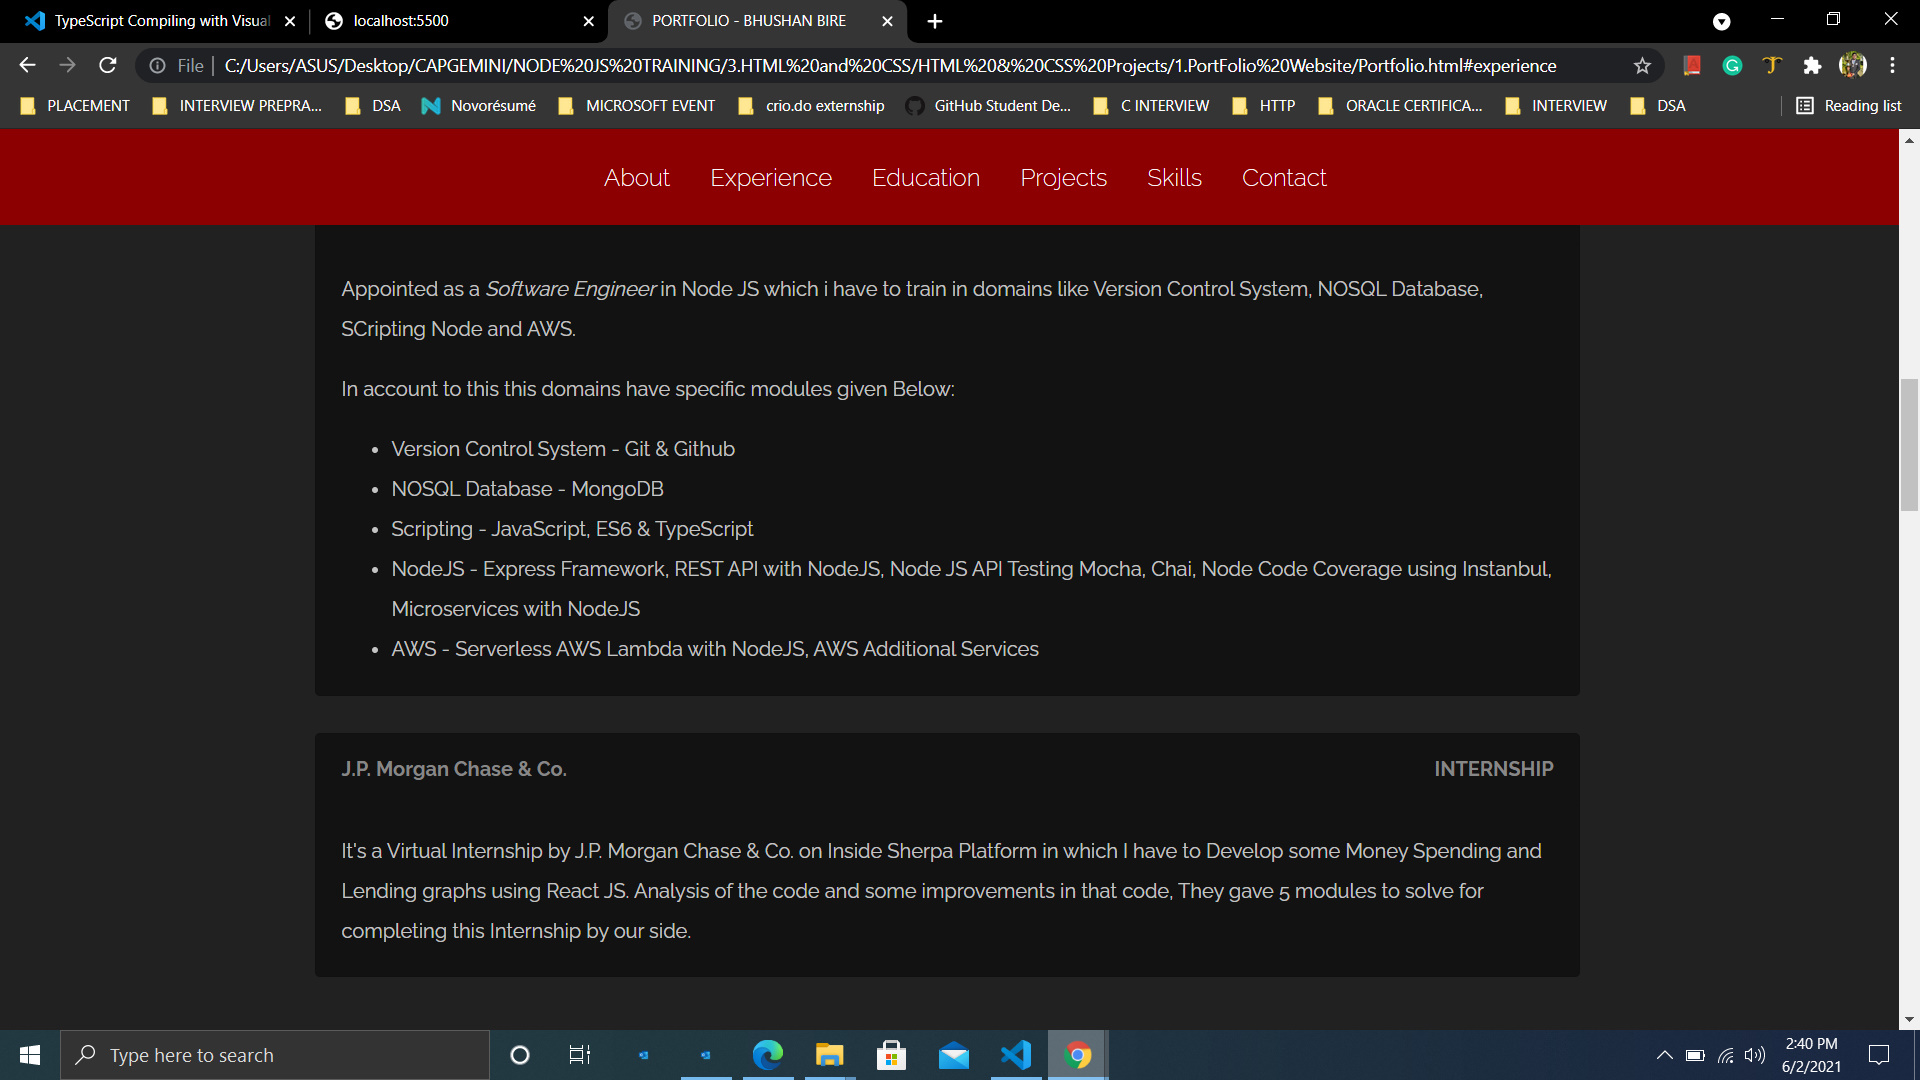 TypeScript Compiling with Visual
localhost:5500
PORTFOLIO - BHUSHAN BIRE
File
C:/Users/ASUS/Desktop/CAPGEMINI/NODE%20JS%20TRAINING/3.HTML%20and%20CSS/HTML%20&%20CSS%20Projects/1.PortFolio%20Website/Portfolio.html#experience
PLACEMENT INTERVIEW PREPRA... DSA Novorésumé MICROSOFT EVENT crio.do externship GitHub Student De... C INTERVIEW HTTP ORACLE CERTIFICA... INTERVIEW DSA Reading list
About Experience Education Projects Skills Contact
Appointed as a Software Engineer in Node JS which i have to train in domains like Version Control System, NOSQL Database,
SCripting Node and AWS.
In account to this this domains have specific modules given Below:
• Version Control System - Git & Github
• NOSQL Database - MongoDB
• Scripting - JavaScript, ES6 & TypeScript
• NodeJS - Express Framework, REST API with NodeJS, Node JS API Testing Mocha, Chai, Node Code Coverage using Instanbul,
Microservices with NodeJS
• AWS - Serverless AWS Lambda with NodeJS, AWS Additional Services
J.P. Morgan Chase & Co. INTERNSHIP
It's a Virtual Internship by J.P. Morgan Chase & Co. on Inside Sherpa Platform in which I have to Develop some Money Spending and
Lending graphs using React JS. Analysis of the code and some improvements in that code, They gave 5 modules to solve for
completing this Internship by our side.
Type here to search
2:40 PM
6/2/2021